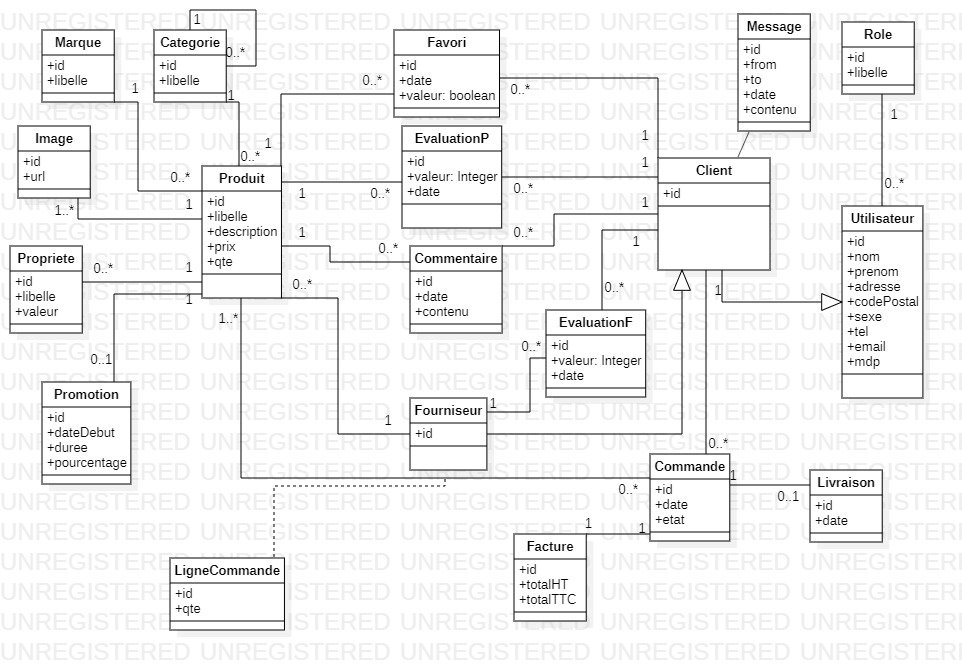 Marque
+id
+libelle
Categorie
+id
+libelle
1
0..*
1
1
Favori
+id
+date
+valeur: boolean
0..*
0..*
1
1
Message
+id
+from
+to
+date
+contenu
Role
+id
+libelle
1
0..*
Image
+id
+url
1..*
1
0..*
0..*
Produit
+id
+libelle
+description
+prix
+qte
EvaluationP
+id
+valeur: Integer
+date
1
0..*
0..*
1
Client
+id
Utilisateur
+id
+nom
+prenom
+adresse
+codePostal
+sexe
+tel
+email
+mdp
Propriete
+id
+libelle
+valeur
0..*
1
1
0..1
1
0..*
Commentaire
+id
+date
+contenu
0..*
1
1
0..*
1
EvaluationF
+id
+valeur: Integer
+date
0..*
1
0..*
1
1..*
Promotion
+id
+dateDebut
+duree
+pourcentage
Fourniseur
+id
Commande
+id
+date
+etat
0..*
0..*
1
0..1
Livraison
+id
+date
1
1
Facture
+id
+totalHT
+totalTTC
LigneCommande
+id
+qte
UNREGISTERED